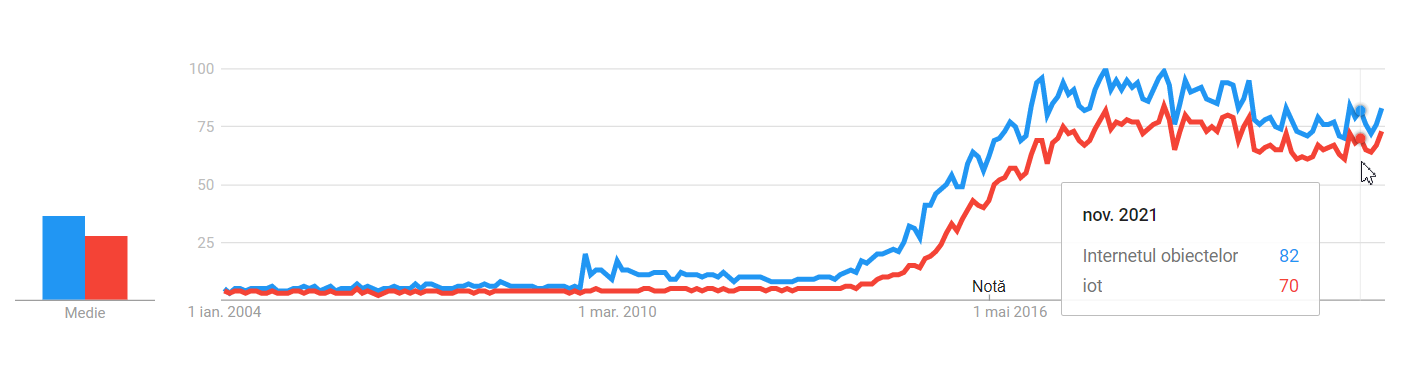 100
75
50
25
Medie
1 ian. 2004
1 mar. 2010
1 mai 2016
Notă
nov. 2021
Internetul obiectelor 82
iot 70